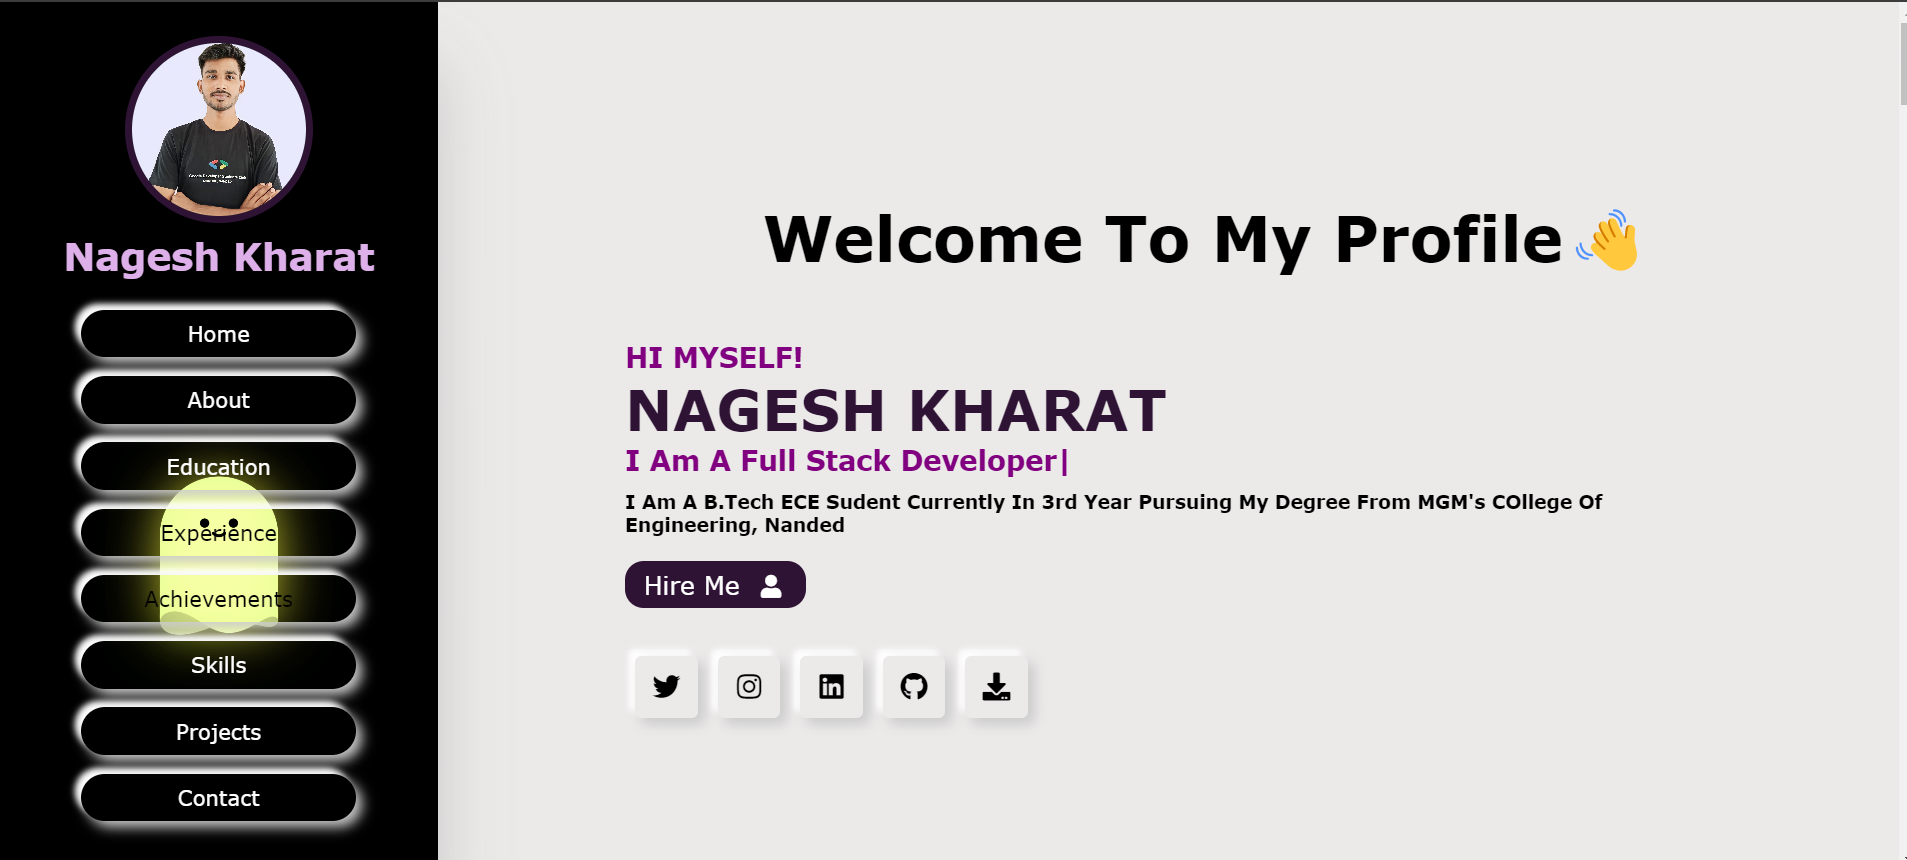 Nagesh Kharat
Home
About
Education
Experience
Achievements
Skills
Projects
Contact
Welcome To My Profile
HI MYSELF!
NAGESH KHARAT
I Am A Full Stack Developer|
I Am A B.Tech ECE Sudent Currently In 3rd Year Pursuing My Degree From MGM's COllege Of
Engineering, Nanded
Hire Me